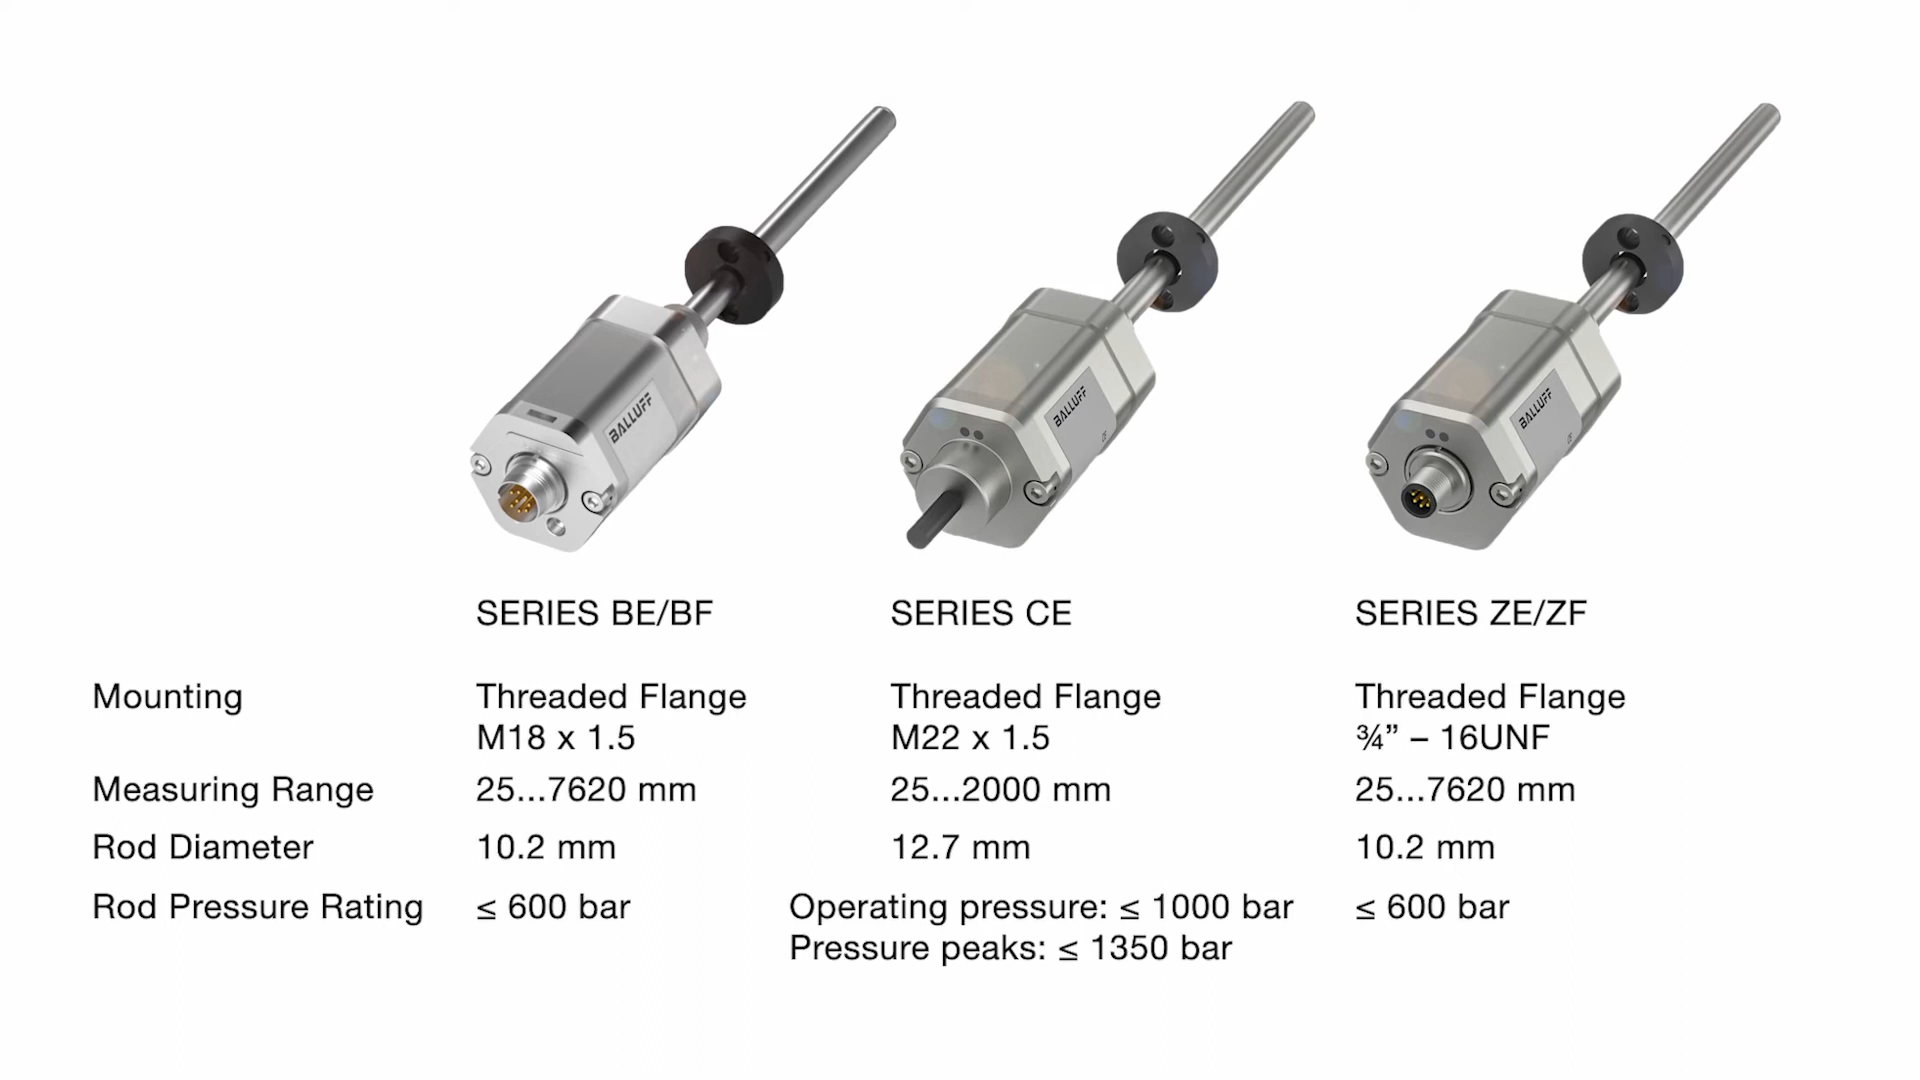 BALLUFF
BALLUFF
CE
BALLUFF
CE
SERIES BE/BF
SERIES CE
SERIES ZE/ZF
Mounting
Threaded Flange
M18 x 1.5
Threaded Flange
M22 x 1.5
Threaded Flange
¾” – 16UNF
Measuring Range
25...7620 mm
25...2000 mm
25...7620 mm
Rod Diameter
10.2 mm
12.7 mm
10.2 mm
Rod Pressure Rating
≤ 600 bar
Operating pressure: ≤ 1000 bar
Pressure peaks: ≤ 1350 bar
≤ 600 bar